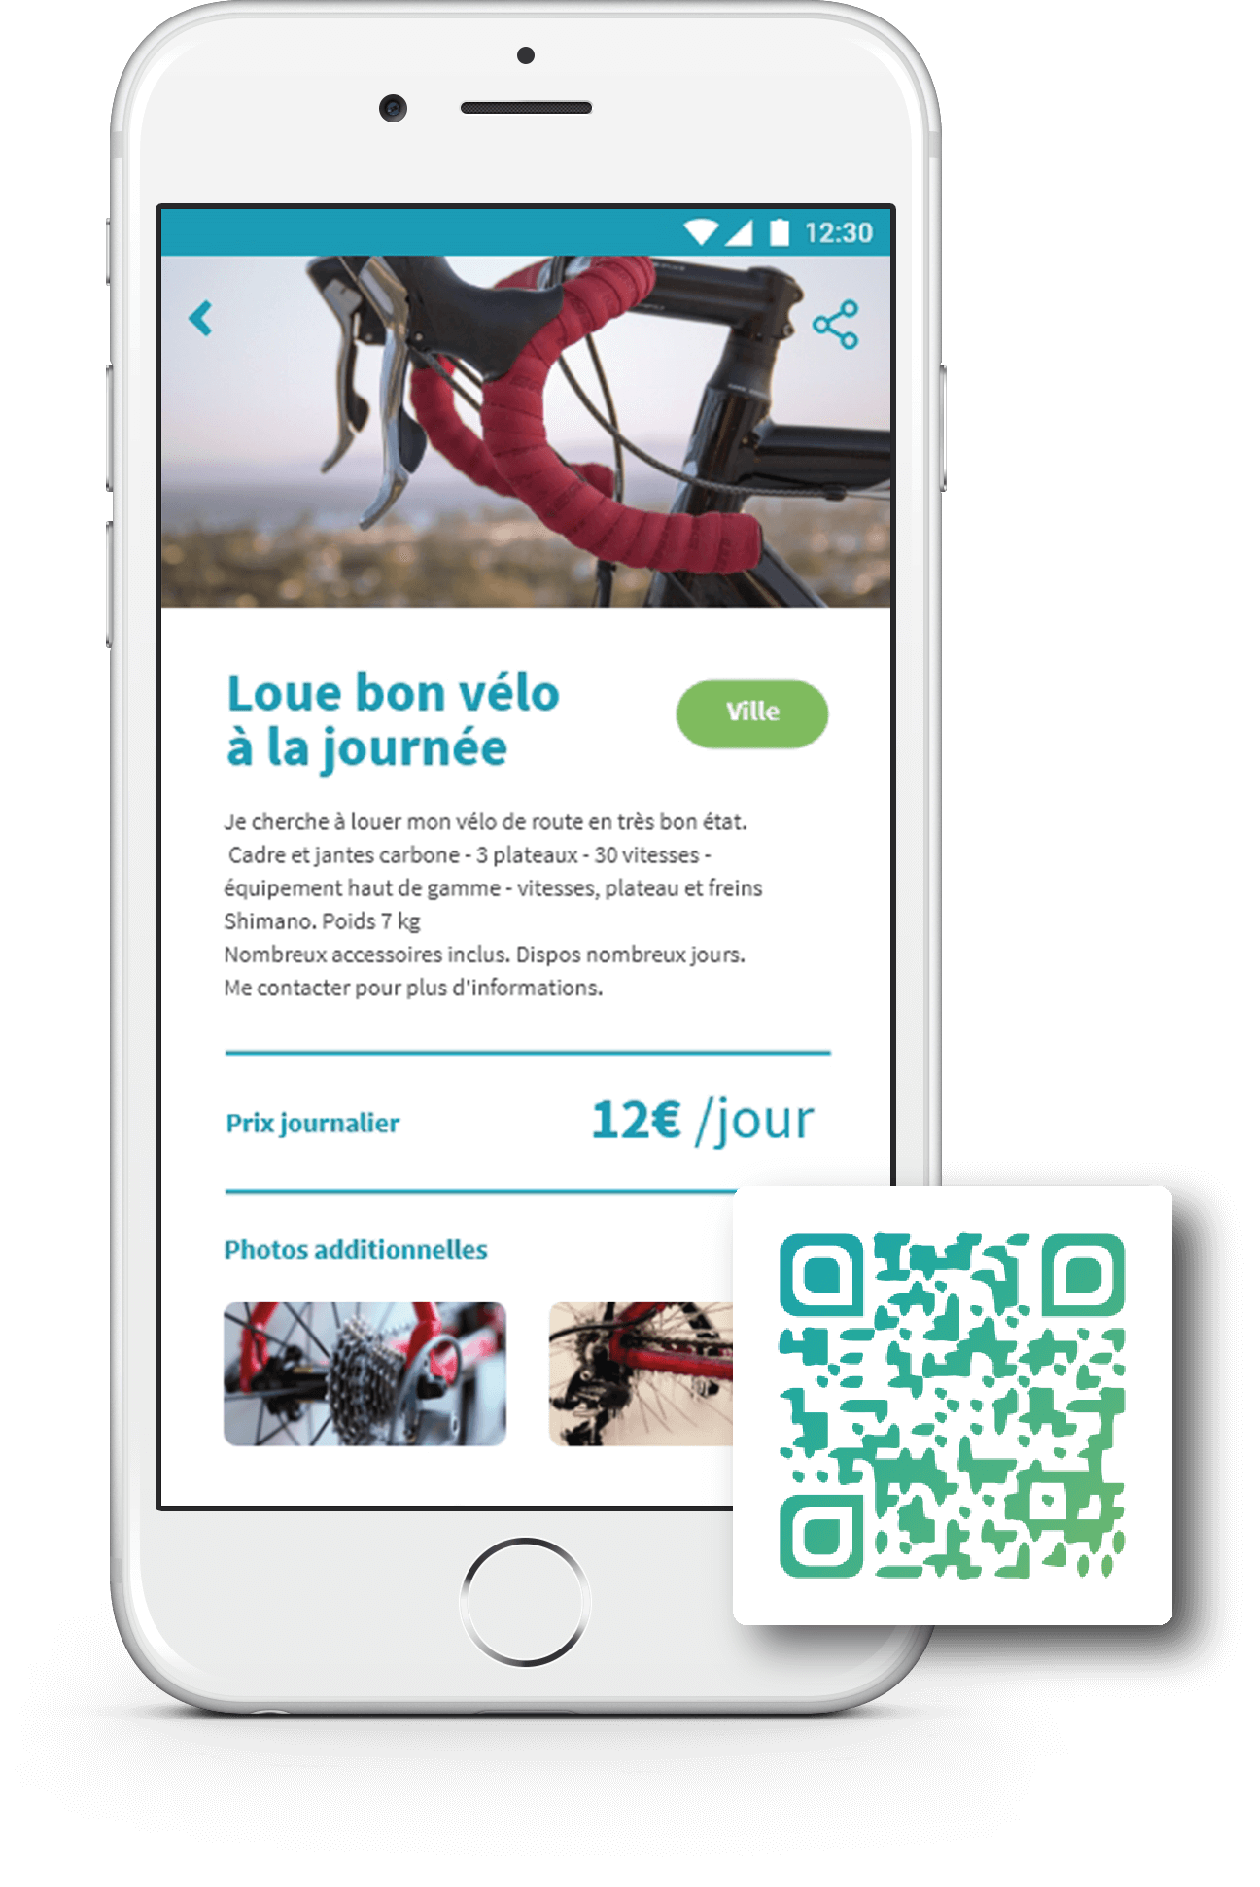 12:30
Loue bon vélo
à la journée
Ville
Je cherche à louer mon vélo de route en très bon état.
Cadre et jantes carbone - 3 plateaux - 30 vitesses -
équipement haut de gamme - vitesses, plateau et freins
Shimano. Poids 7 kg
Nombreux accessoires inclus. Dispos nombreux jours.
Me contacter pour plus d'informations.
Prix journalier
12€ /jour
Photos additionnelles